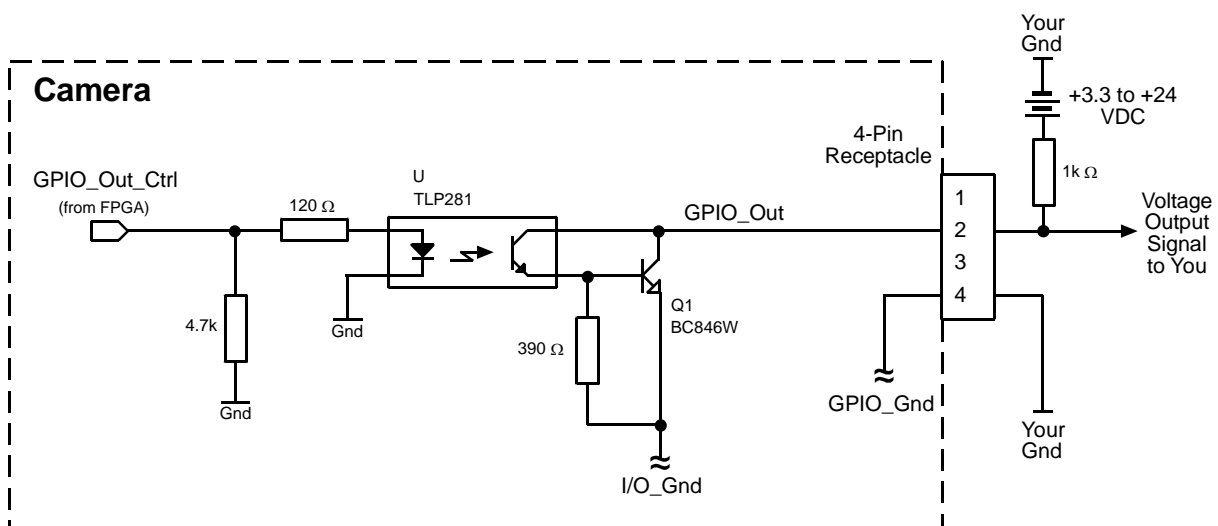 Camera
GPIO_Out_Ctrl
(from FPGA)
120 Ω
4.7k
Gnd
U
TLP281
Gnd
390 Ω
Q1
BC846W
I/O_Gnd
GPIO_Out
4-Pin
Receptacle
1
2
3
4
GPIO_Gnd
Your
Gnd
+3.3 to +24
VDC
1k Ω
Voltage
Output
Signal
to You
Your
Gnd